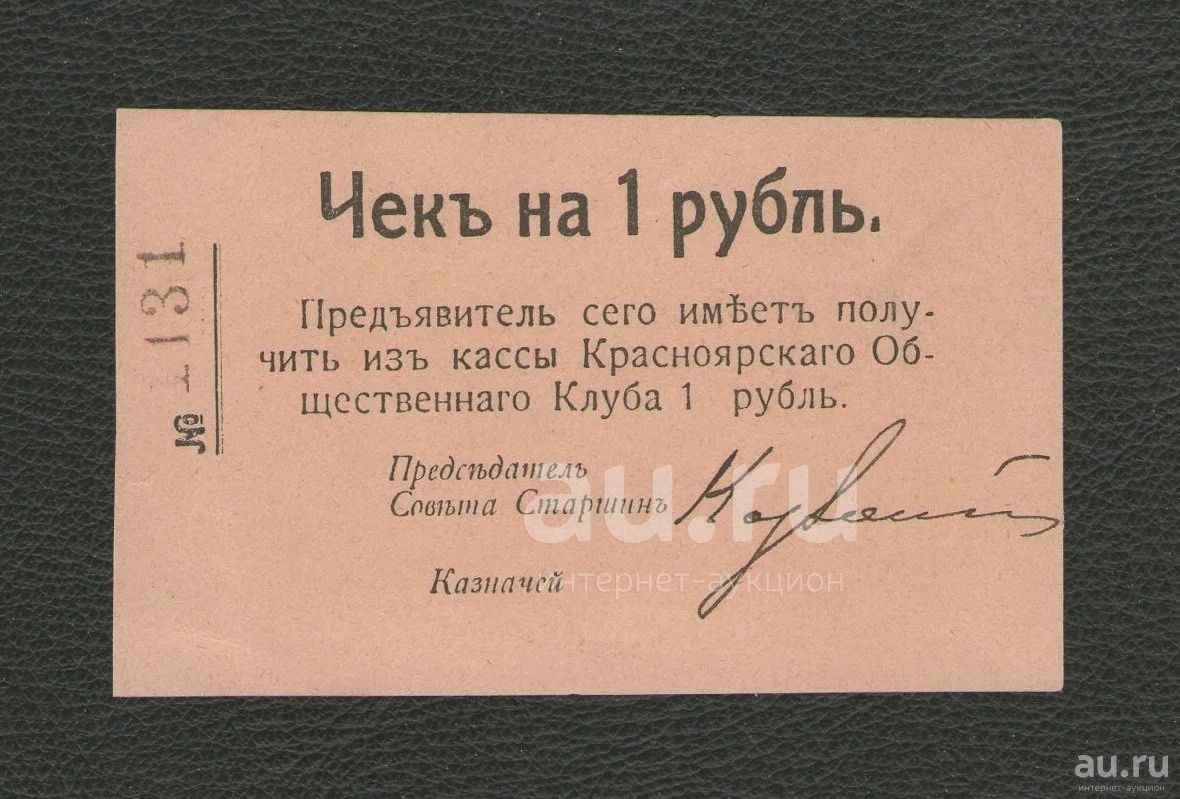 Чекъ на 1 рубль.
№ 1131
Предъявитель сего имѣетъ полу-
чить изъ кассы Красноярскаго Об-
щественнаго Клуба 1 рубль.
Предсѣдатель
Совѣта Старшинъ
Казначей
au.ru
интернет-аукцион
au.ru
интернет-аукцион